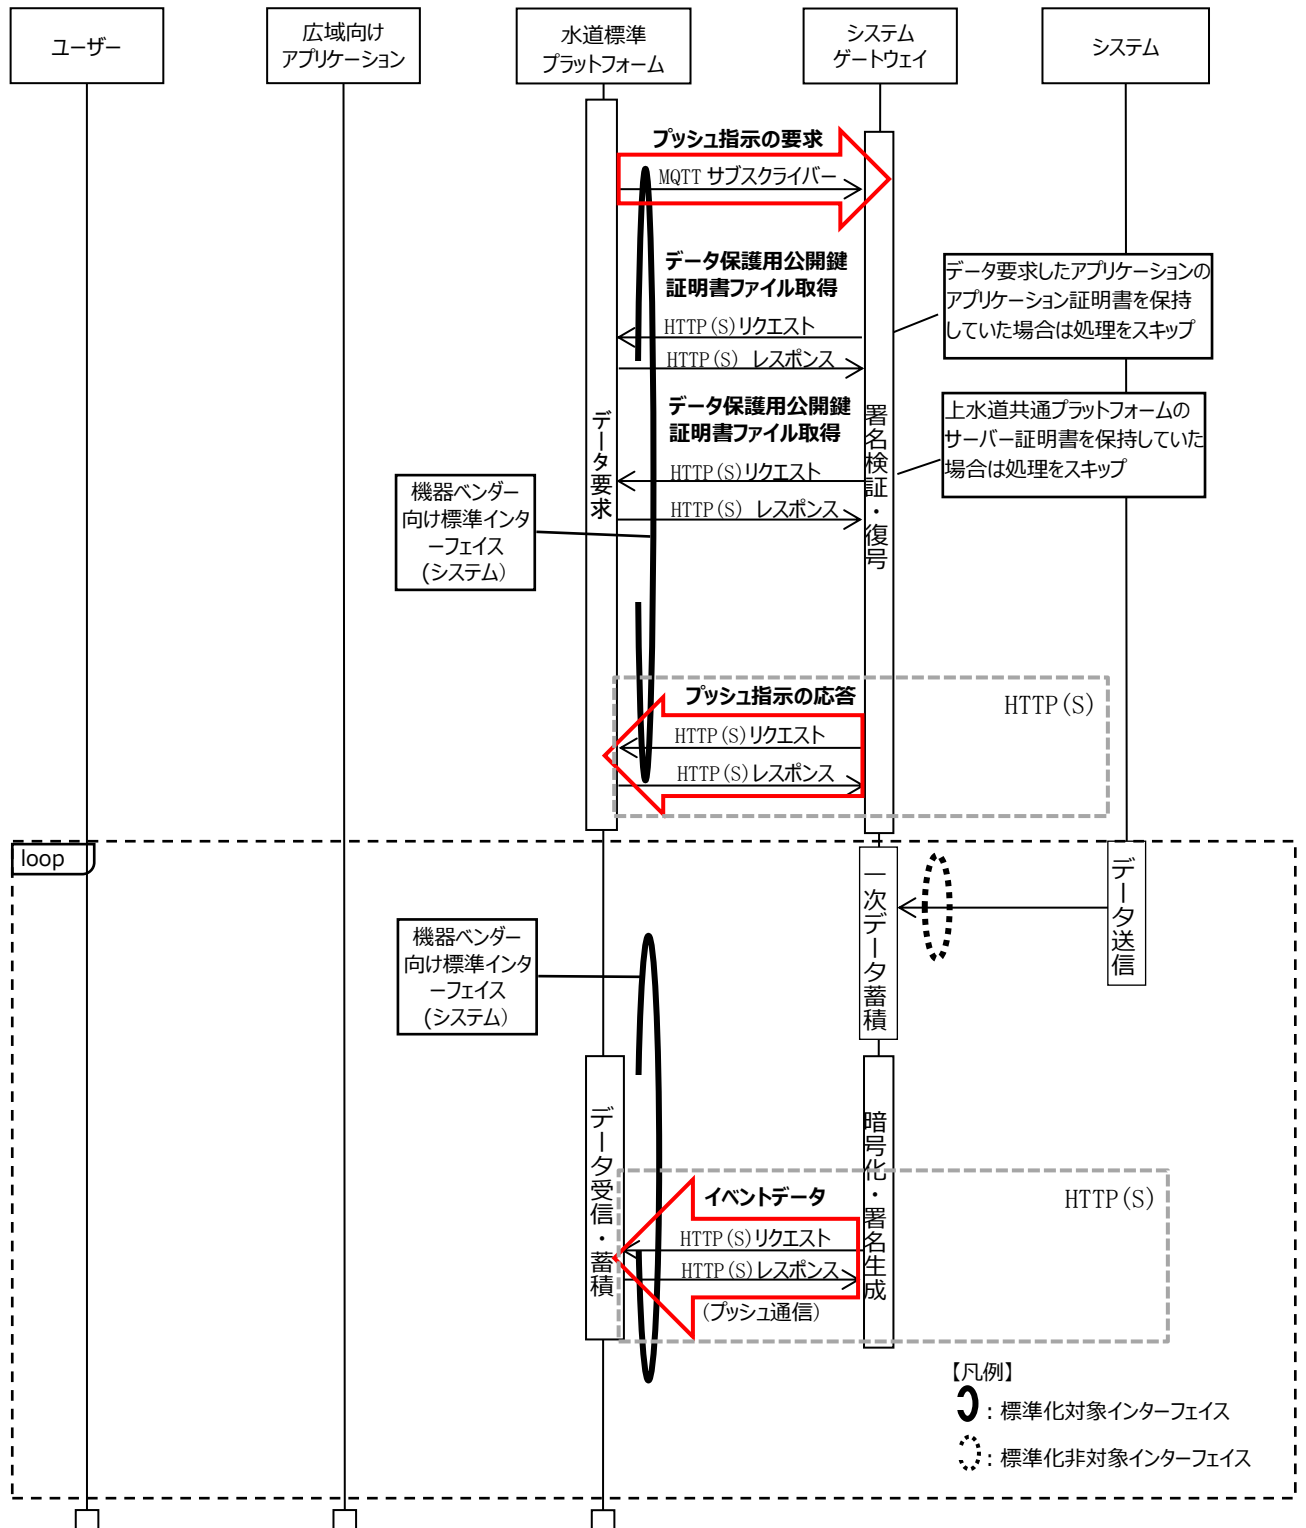 ユーザー
広域向け
アプリケーション
水道標準
プラットフォーム
システム
ゲートウェイ
システム
プッシュ指示の要求
MQTT サブスクライバー
データ保護用公開鍵
証明書ファイル取得
HTTP(S)リクエスト
HTTP(S) レスポンス
データ要求したアプリケーションの
アプリケーション証明書を保持
していた場合は処理をスキップ
データ保護用公開鍵
証明書ファイル取得
HTTP(S)リクエスト
HTTP(S) レスポンス
上水道共通プラットフォームの
サーバー証明書を保持していた
場合は処理をスキップ
データ要求
署名検証・復号
機器ベンダー
向け標準インタ
ーフェイス
(システム)
プッシュ指示の応答
HTTP(S)
HTTP(S)リクエスト
HTTP(S)レスポンス
loop
一次データ蓄積
データ送信
機器ベンダー
向け標準インタ
ーフェイス
(システム)
データ受信・蓄積
暗号化・署名生成
イベントデータ
HTTP(S)
HTTP(S)リクエスト
HTTP(S)レスポンス
(プッシュ通信)
【凡例】
：標準化対象インターフェイス
：標準化非対象インターフェイス